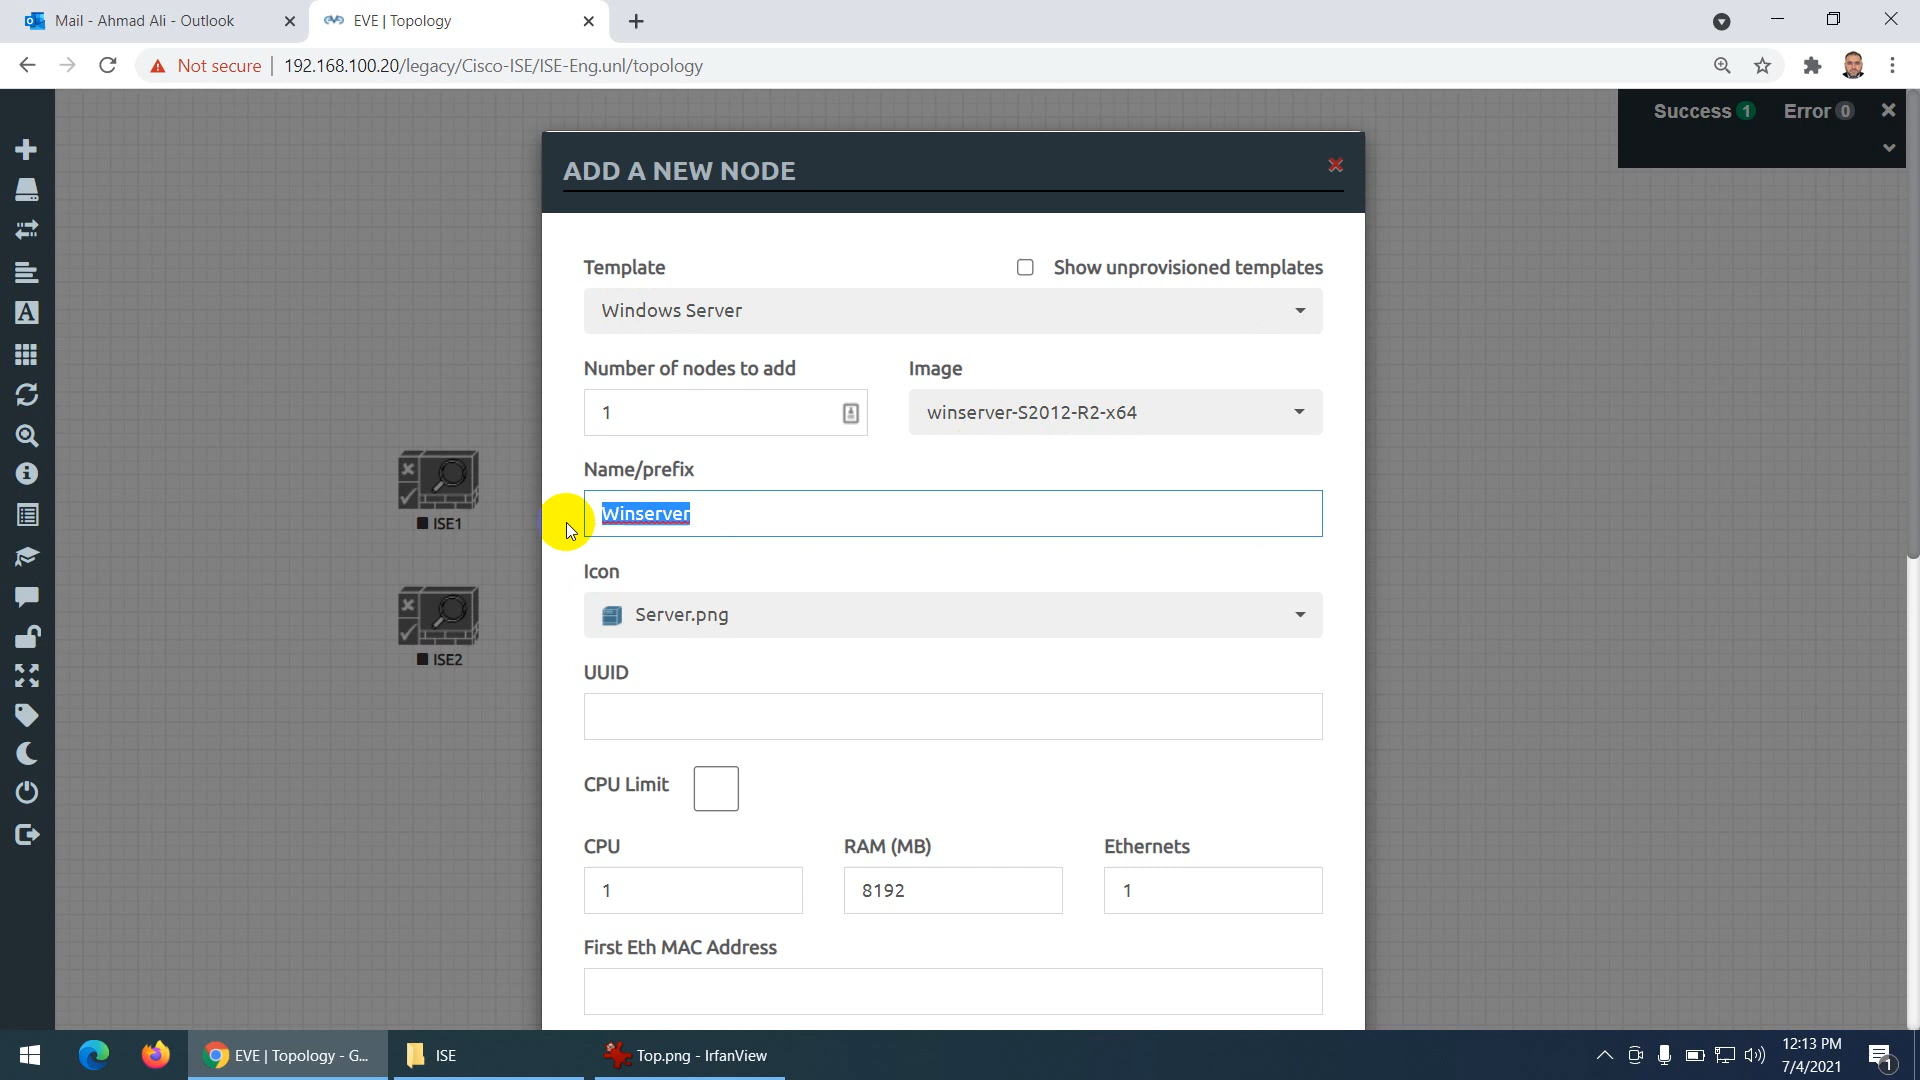 Mail - Ahmad Ali - Outlook
EVE | Topology
Not secure
192.168.100.20/legacy/Cisco-ISE/ISE-Eng.unl/topology
Success 1
Error 0
ADD A NEW NODE
Template
Show unprovisioned templates
Windows Server
Number of nodes to add
Image
1
winserver-S2012-R2-x64
Name/prefix
Winserver
ISE1
Icon
Server.png
ISE2
UUID
CPU Limit
CPU
RAM (MB)
Ethernets
1
8192
1
First Eth MAC Address
EVE | Topology - G...
ISE
Top.png - IrfanView
12:13 PM
7/4/2021
1